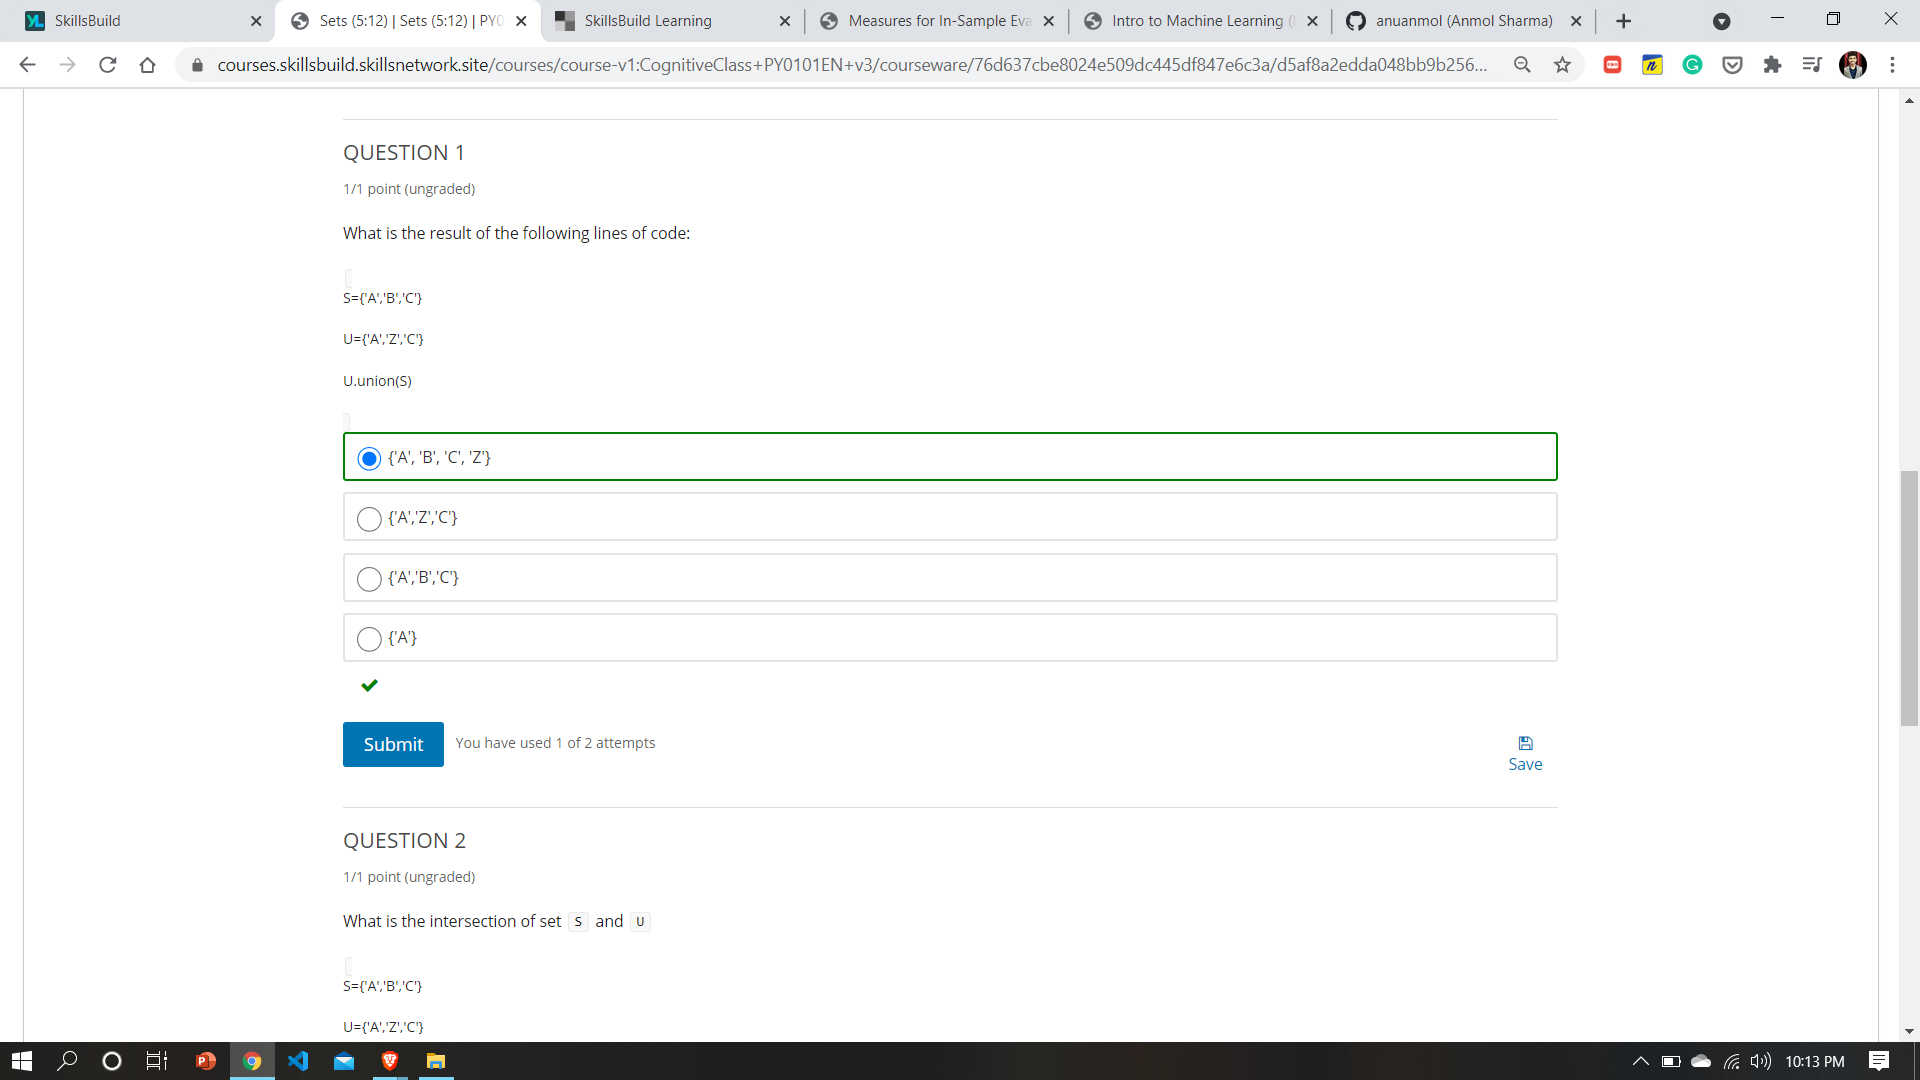 SkillsBuild
Sets (5:12) | Sets (5:12) | PY0
SkillsBuild Learning
Measures for In-Sample Eva
Intro to Machine Learning (
anuanmol (Anmol Sharma)
courses.skillsbuild.skillsnetwork.site/courses/course-v1:CognitiveClass+PY0101EN+v3/courseware/76d637cbe8024e509dc445df847e6c3a/d5af8a2edda048bb9b256...
QUESTION 1
1/1 point (ungraded)
What is the result of the following lines of code:
S={'A','B','C'}
U={'A','Z','C'}
U.union(S)
{'A', 'B', 'C', 'Z'}
{'A','Z','C'}
{'A','B','C'}
{'A'}
Submit You have used 1 of 2 attempts
Save
QUESTION 2
1/1 point (ungraded)
What is the intersection of set S and U
S={'A','B','C'}
U={'A','Z','C'}
10:13 PM